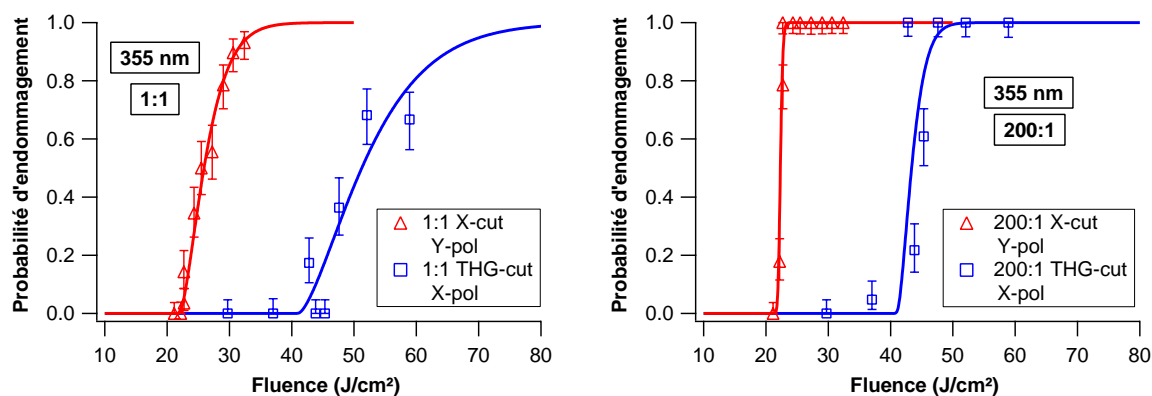 Probabilité d'endommagement
1.0
0.8
0.6
0.4
0.2
0.0
355 nm
1:1
1:1 X-cut
Y-pol
1:1 THG-cut
X-pol
10 20 30 40 50 60 70 80
Fluence (J/cm²)
Probabilité d'endommagement
1.0
0.8
0.6
0.4
0.2
0.0
355 nm
200:1
200:1 X-cut
Y-pol
200:1 THG-cut
X-pol
10 20 30 40 50 60 70 80
Fluence (J/cm²)